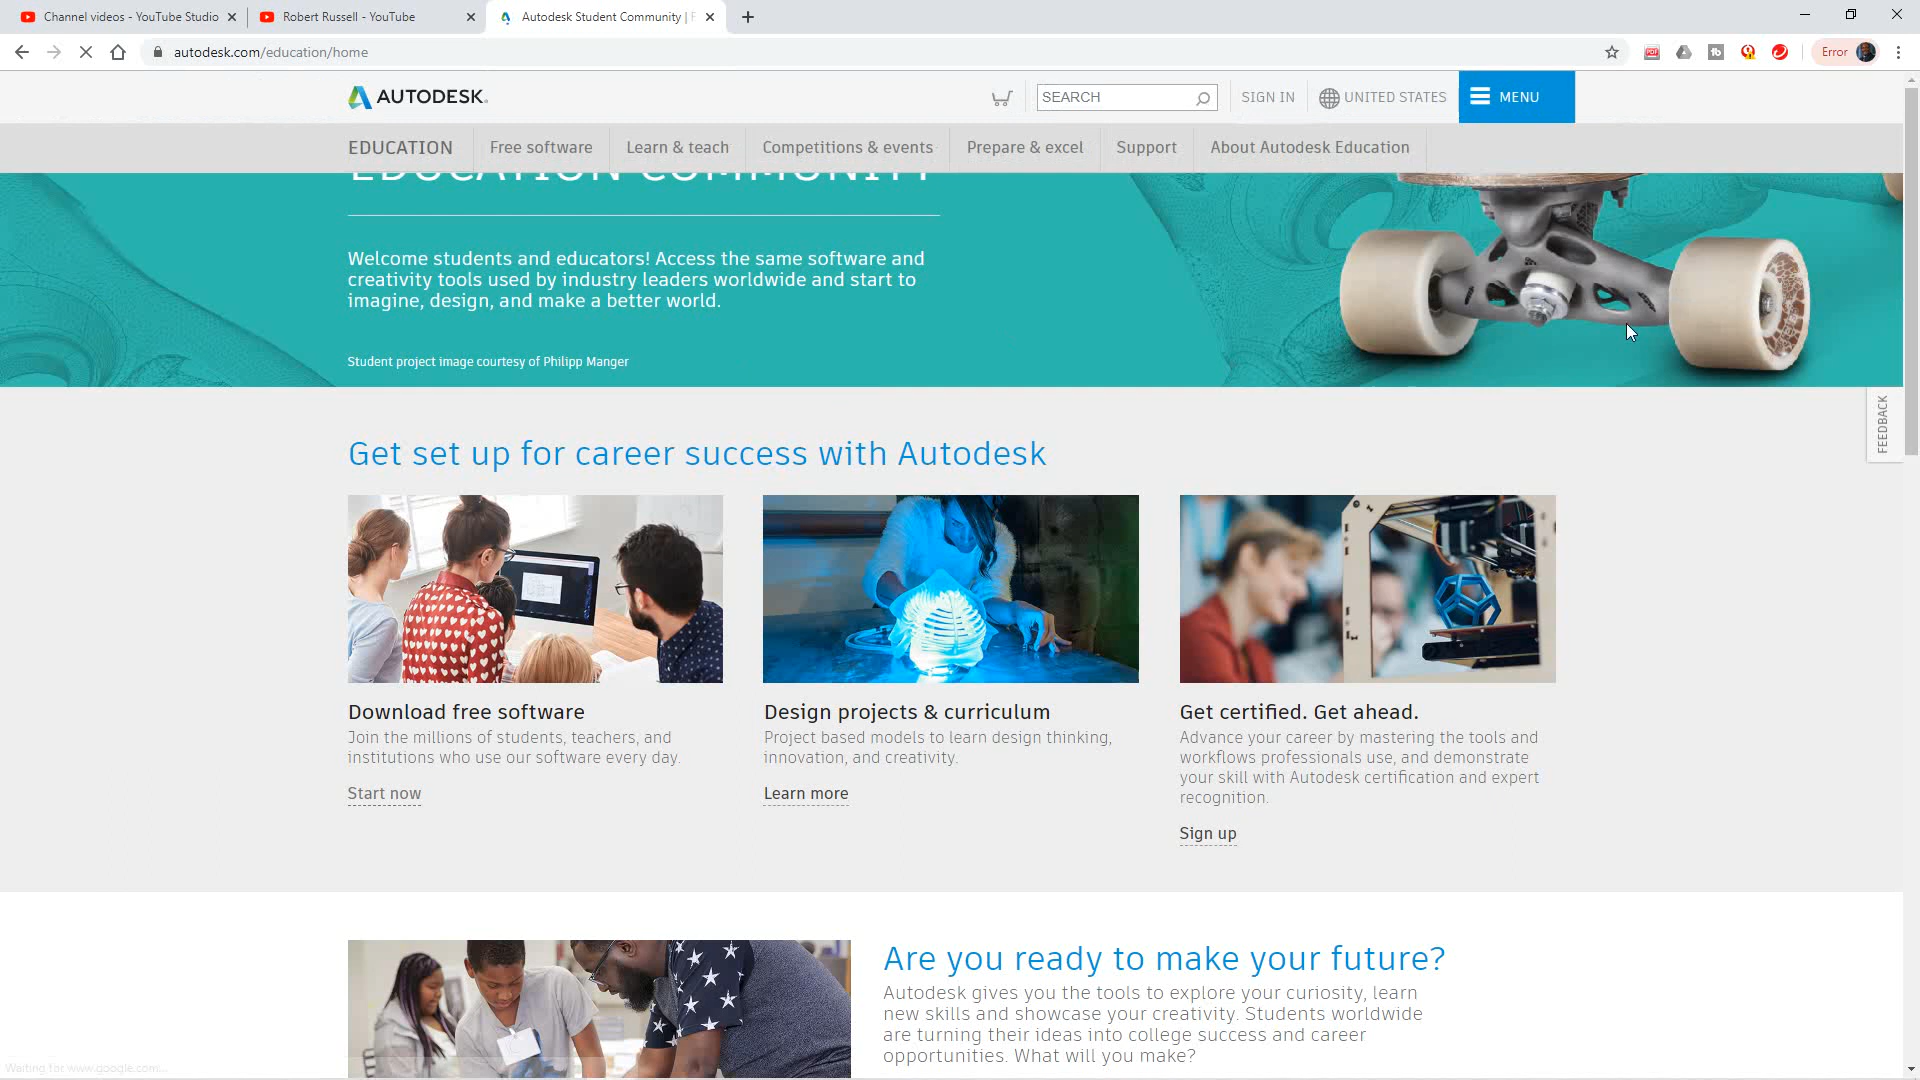 Channel videos - YouTube Studio
Robert Russell - YouTube
Autodesk Student Community |
autodesk.com/education/home
PDF
tb
Error
AUTODESK.
SEARCH
SIGN IN
UNITED STATES
MENU
EDUCATION
Free software
Learn & teach
Competitions & events
Prepare & excel
Support
About Autodesk Education
EDUCATION COMMUNITY
Welcome students and educators! Access the same software and
creativity tools used by industry leaders worldwide and start to
imagine, design, and make a better world.
Student project image courtesy of Philipp Manger
FEEDBACK
Get set up for career success with Autodesk
Download free software
Join the millions of students, teachers, and
institutions who use our software every day.
Start now
Design projects & curriculum
Project based models to learn design thinking,
innovation, and creativity.
Learn more
Get certified. Get ahead.
Advance your career by mastering the tools and
workflows professionals use, and demonstrate
your skill with Autodesk certification and expert
recognition.
Sign up
Are you ready to make your future?
Autodesk gives you the tools to explore your curiosity, learn
new skills and showcase your creativity. Students worldwide
are turning their ideas into college success and career
opportunities. What will you make?
Waiting for www.google.com...